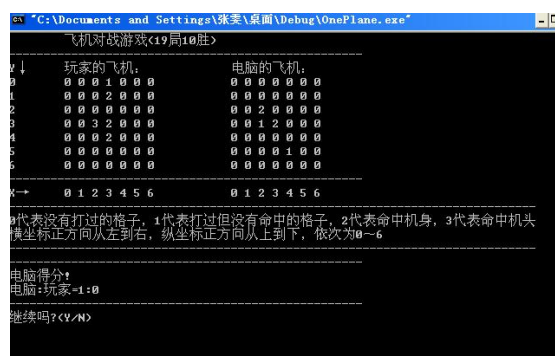 "C:\Documents and Settings\张雯\桌面\Debug\OnePlane.exe"
飞机对战游戏<19局10胜>
Y↓ 玩家的飞机: 电脑的飞机:
0 0 0 0 1 0 0 0 0 0 0 0 0 0 0
1 0 0 0 2 0 0 0 0 0 0 0 0 0 0
2 0 0 0 0 0 0 0 0 0 2 0 0 0 0
3 0 0 3 2 0 0 0 0 0 1 2 0 0 0
4 0 0 0 2 0 0 0 0 0 0 0 0 0 0
5 0 0 0 0 0 0 0 0 0 0 0 1 0 0
6 0 0 0 0 0 0 0 0 0 0 0 0 0 0
X→ 0 1 2 3 4 5 6 0 1 2 3 4 5 6
0代表没有打过的格子, 1代表打过但没有命中的格子, 2代表命中机身, 3代表命中机头
横坐标正方向从左到右, 纵坐标正方向从上到下, 依次为0~6
电脑得分!
电脑:玩家=1:0
继续吗?<Y/N>